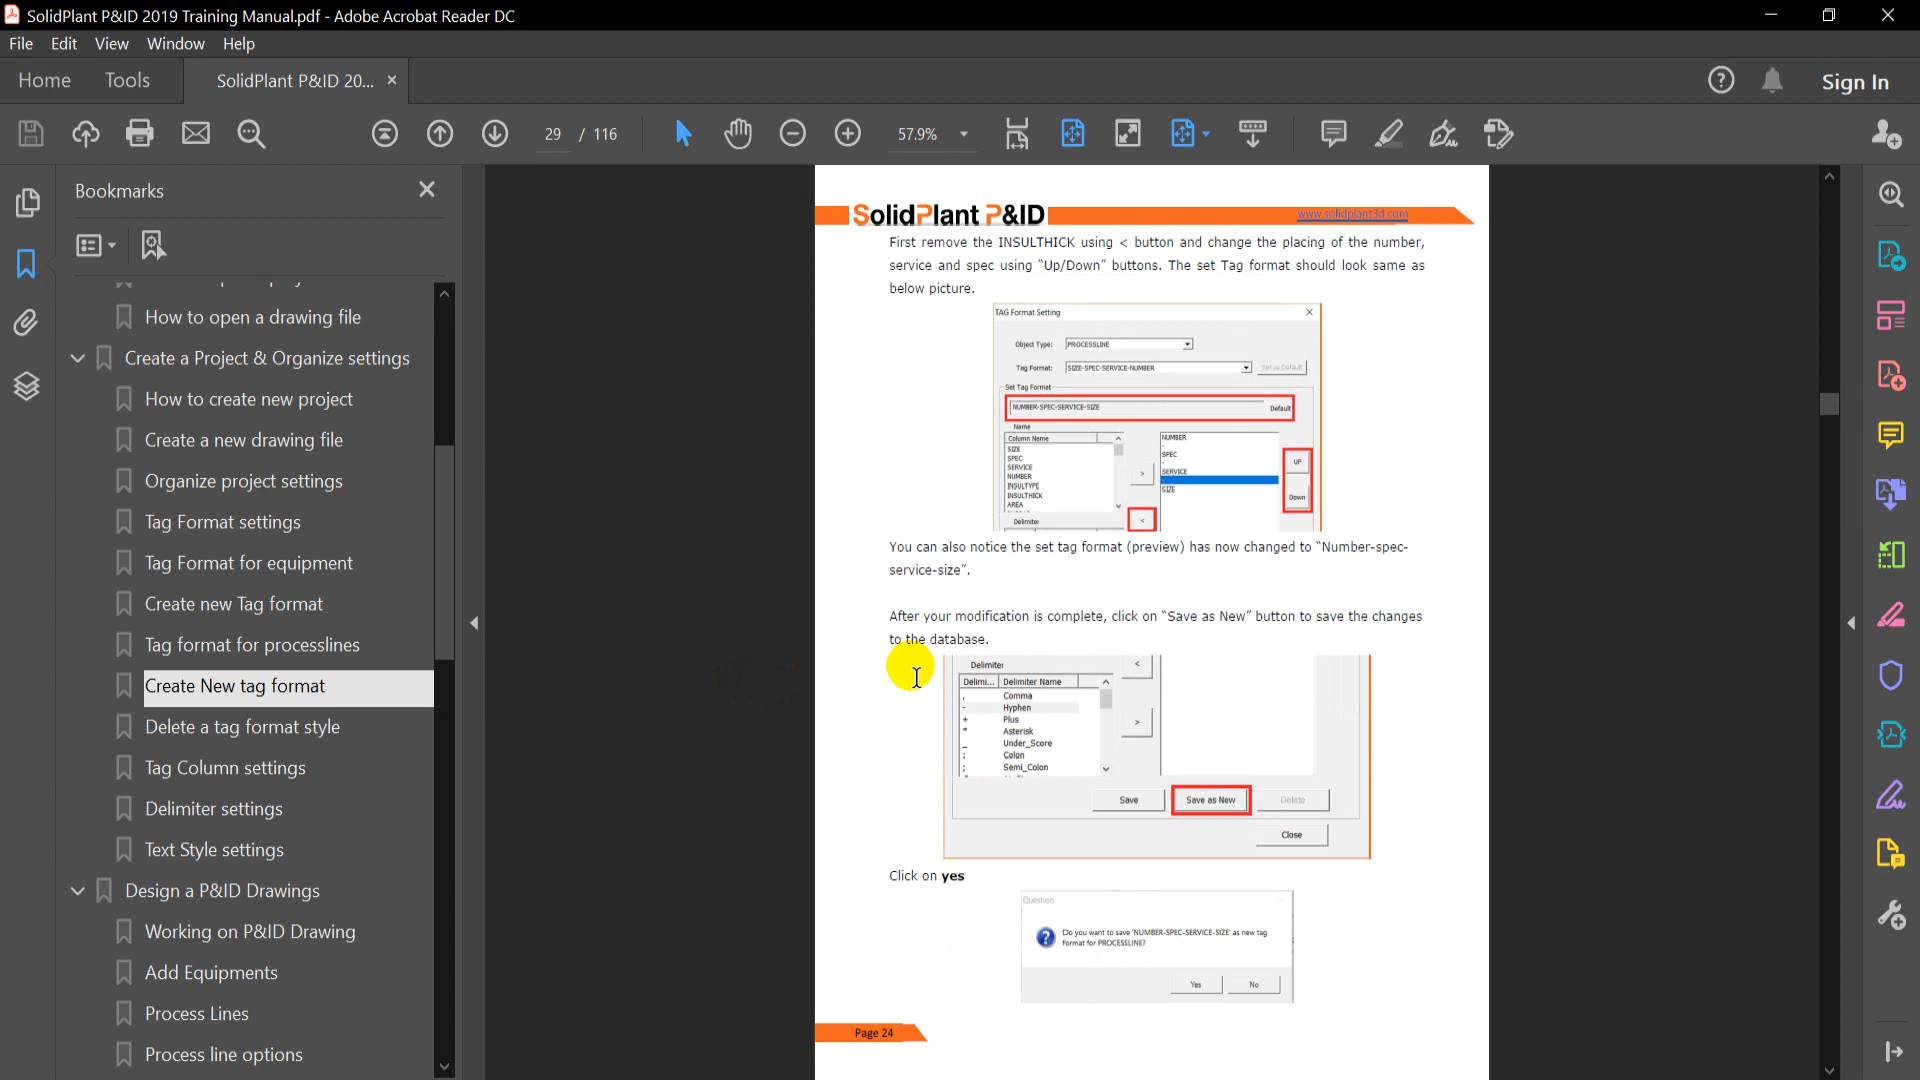 SolidPlant P&ID 2019 Training Manual.pdf - Adobe Acrobat Reader DC
File Edit View Window Help
Home Tools SolidPlant P&ID 20... × Sign In
29 / 116 57.9%
Bookmarks
How to open a drawing file
Create a Project & Organize settings
How to create new project
Create a new drawing file
Organize project settings
Tag Format settings
Tag Format for equipment
Create new Tag format
Tag format for processlines
Create New tag format
Delete a tag format style
Tag Column settings
Delimiter settings
Text Style settings
Design a P&ID Drawings
Working on P&ID Drawing
Add Equipments
Process Lines
Process line options
SolidPlant P&ID www.solidplant3d.com
First remove the INSULTHICK using < button and change the placing of the number,
service and spec using “Up/Down” buttons. The set Tag format should look same as
below picture.
TAG Format Setting
Object Type: PROCESSLINE
Tag Format: SIZE-SPEC-SERVICE-NUMBER Set as Default
Set Tag Format
NUMBER-SPEC-SERVICE-SIZE Default
Name
Column Name
SIZE
SPEC
SERVICE
NUMBER
INSULTYPE
INSULTHICK
AREA
Delimiter
>
<
NUMBER
-
SPEC
-
SERVICE
-
SIZE
UP
Down
You can also notice the set tag format (preview) has now changed to “Number-spec-
service-size”.
After your modification is complete, click on “Save as New” button to save the changes
to the database.
Delimiter
Delimi... Delimiter Name
, Comma
- Hyphen
+ Plus
* Asterisk
_ Under_Score
: Colon
; Semi_Colon
<
>
Save Save as New Delete
Close
Click on yes
Question
Do you want to save 'NUMBER-SPEC-SERVICE-SIZE' as new tag
format for PROCESSLINE?
Yes No
Page 24